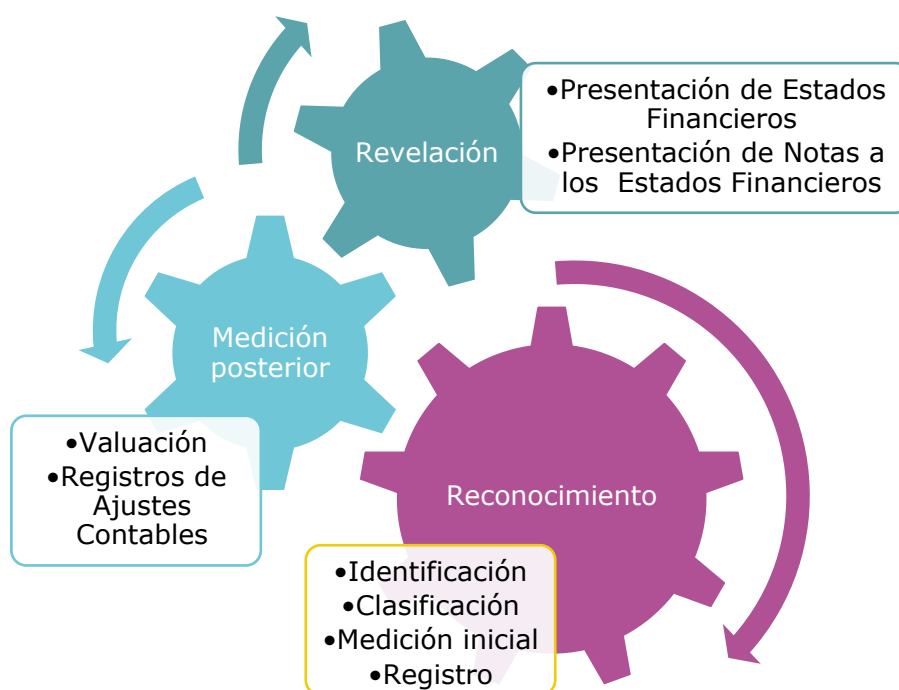 Revelación
•Presentación de Estados
Financieros
•Presentación de Notas a
los Estados Financieros
Medición
posterior
•Valuación
•Registros de
Ajustes
Contables
Reconocimiento
•Identificación
•Clasificación
•Medición inicial
•Registro